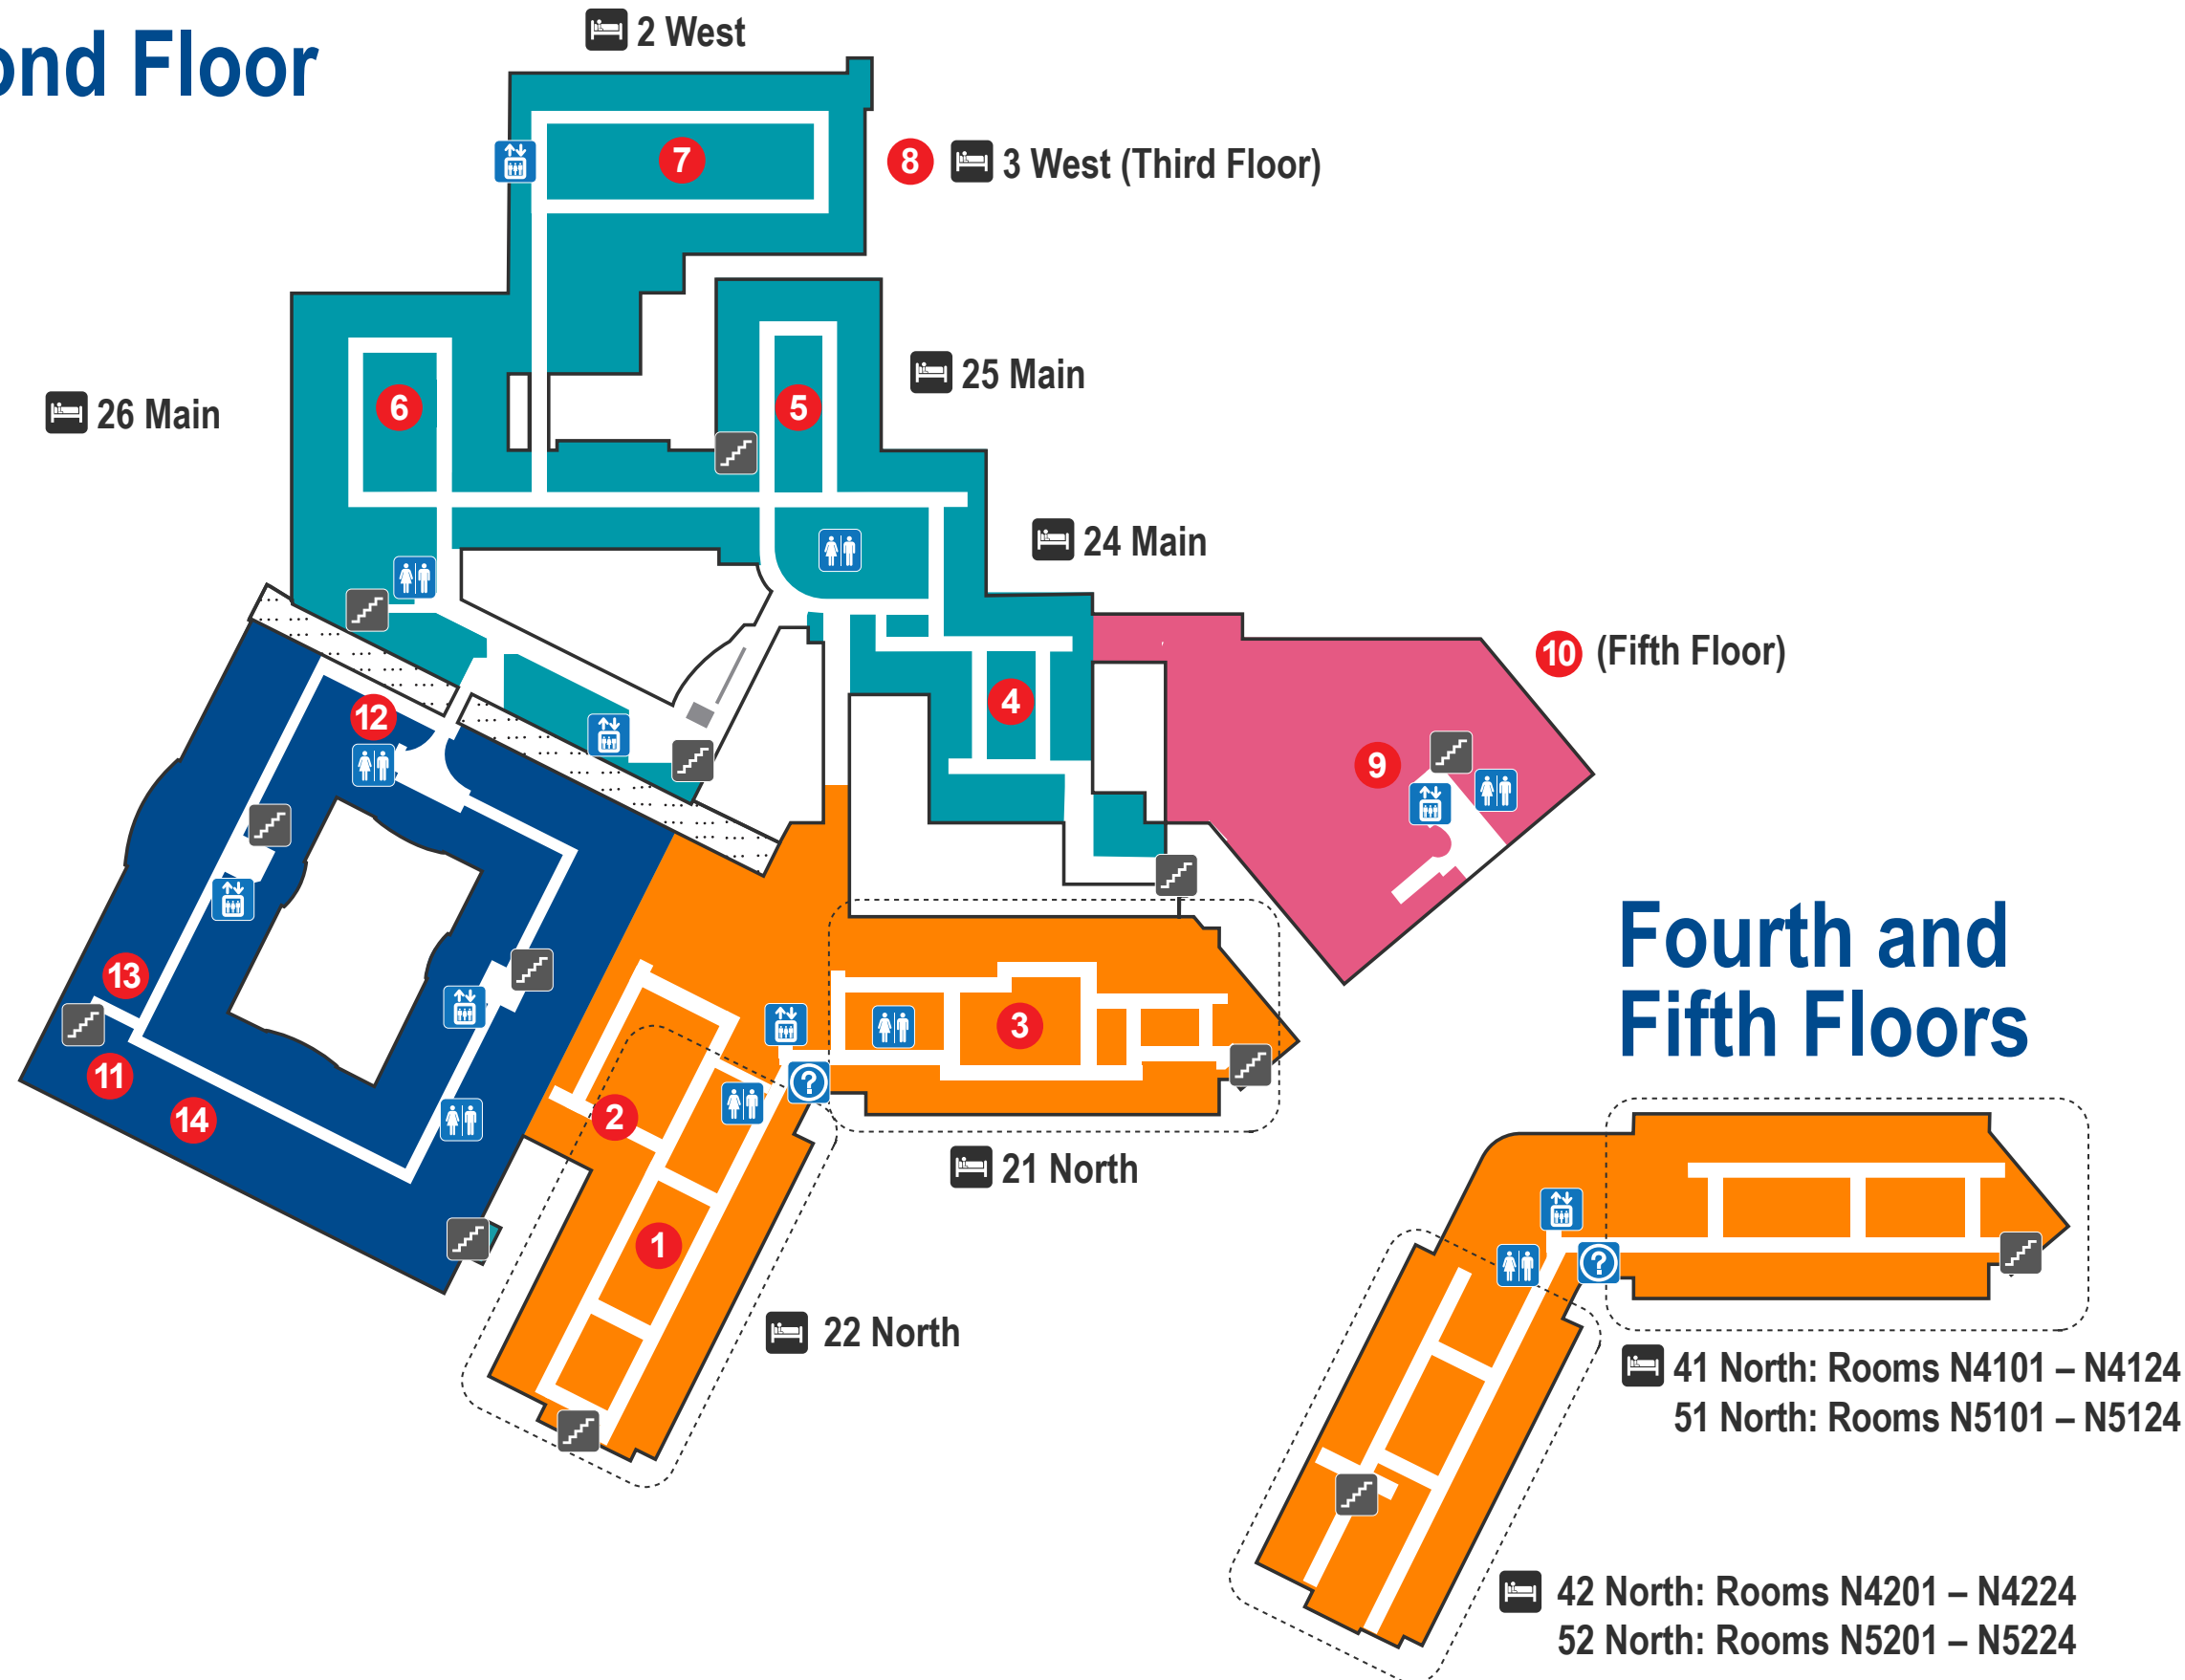 ond Floor
2 West
7
8 3 West (Third Floor)
25 Main
26 Main
6
5
24 Main
10 (Fifth Floor)
4
12
9
Fourth and
Fifth Floors
13
3
11
14
2
?
21 North
1
?
22 North
41 North: Rooms N4101 – N4124
51 North: Rooms N5101 – N5124
42 North: Rooms N4201 – N4224
52 North: Rooms N5201 – N5224